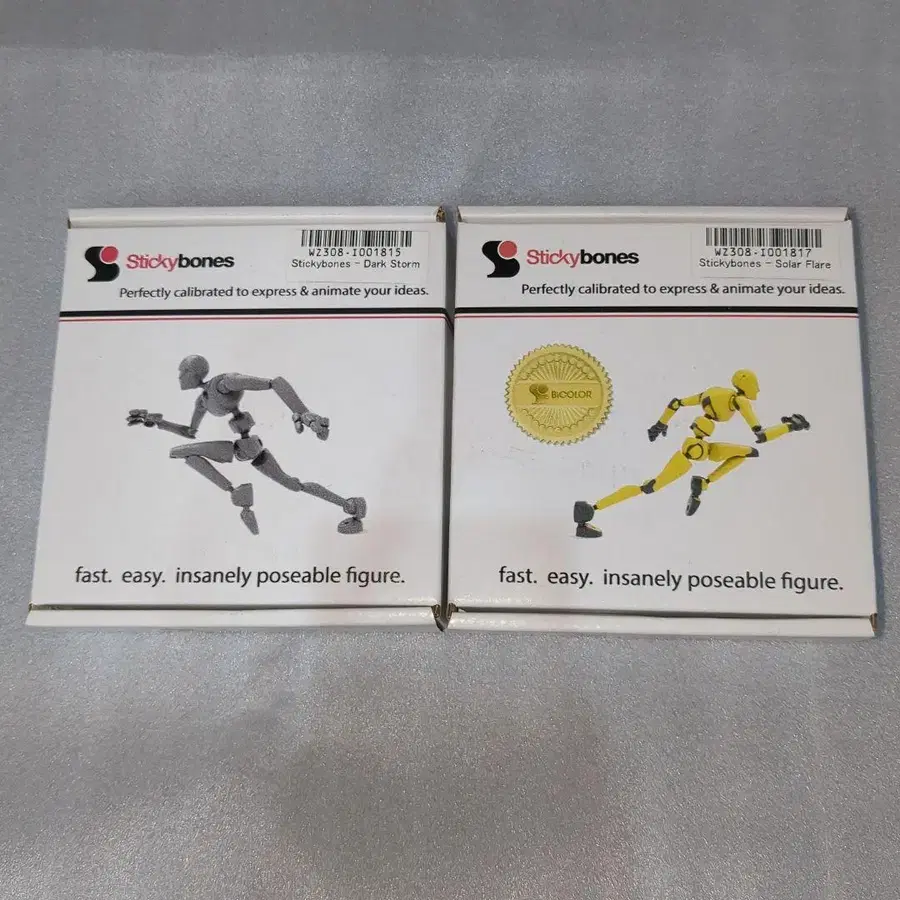 Stickybones
WZ308-I001815
Stickybones - Dark Storm
Perfectly calibrated to express & animate your ideas.
fast. easy. insanely poseable figure.
Stickybones
WZ308-I001817
Stickybones - Solar Flare
Perfectly calibrated to express & animate your ideas.
BiCOLOR
fast. easy. insanely poseable figure.